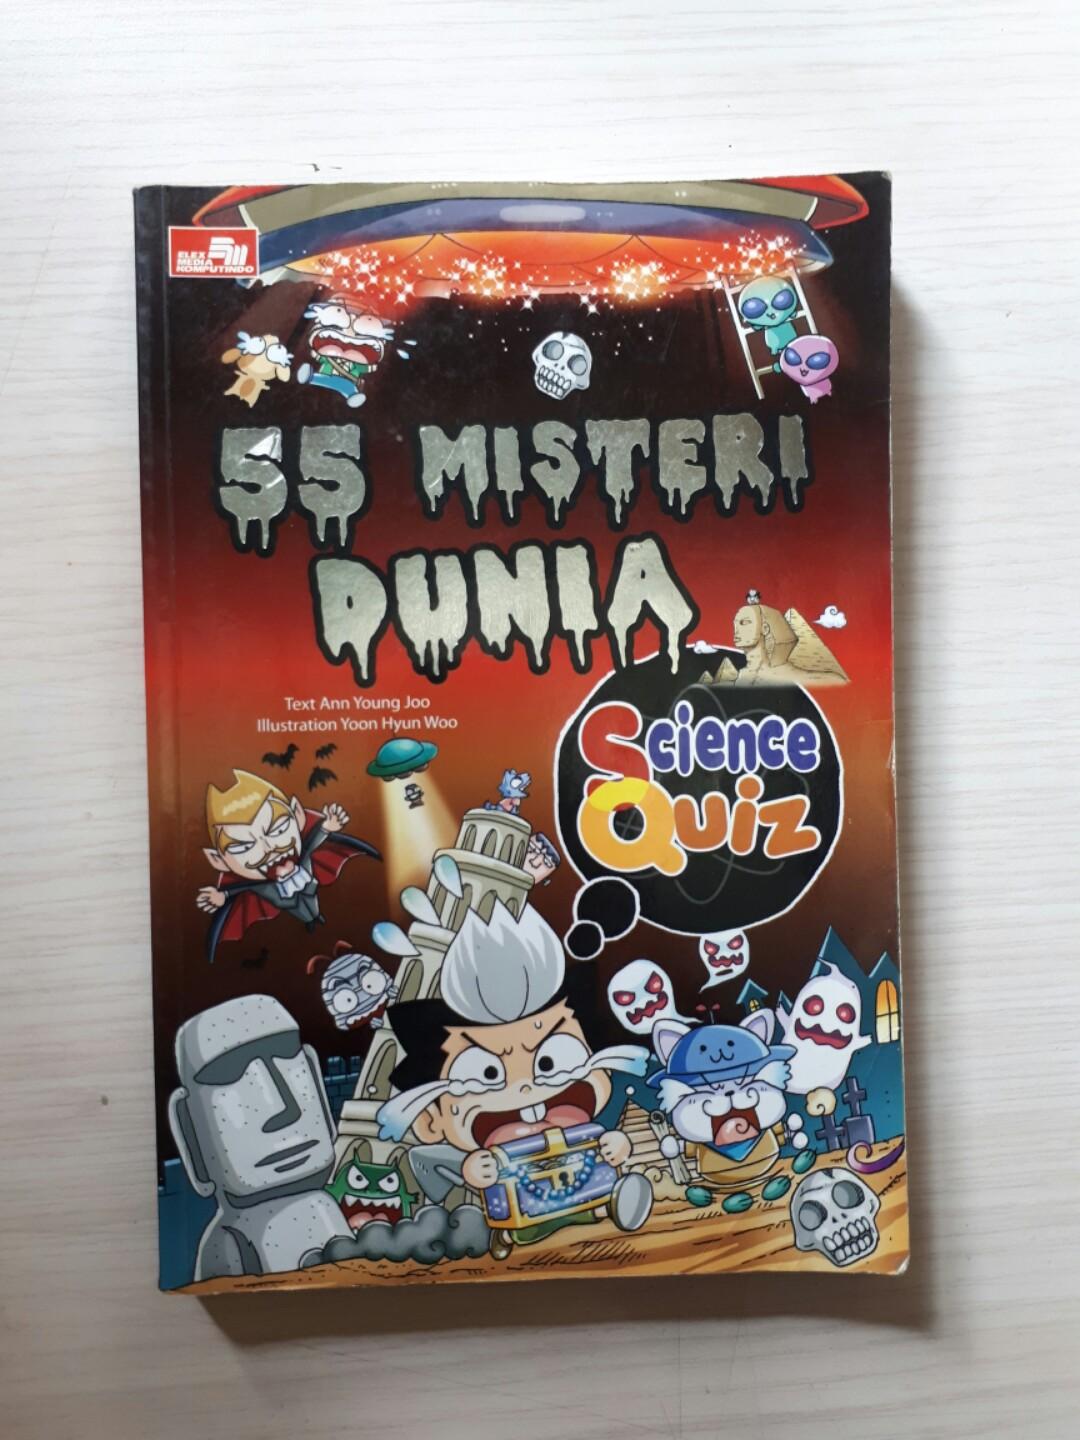 ELEX
MEDIA
KOMPUTINDO
55 MISTERI
DUNIA
Text Ann Young Joo
Illustration Yoon Hyun Woo
Science
Quiz